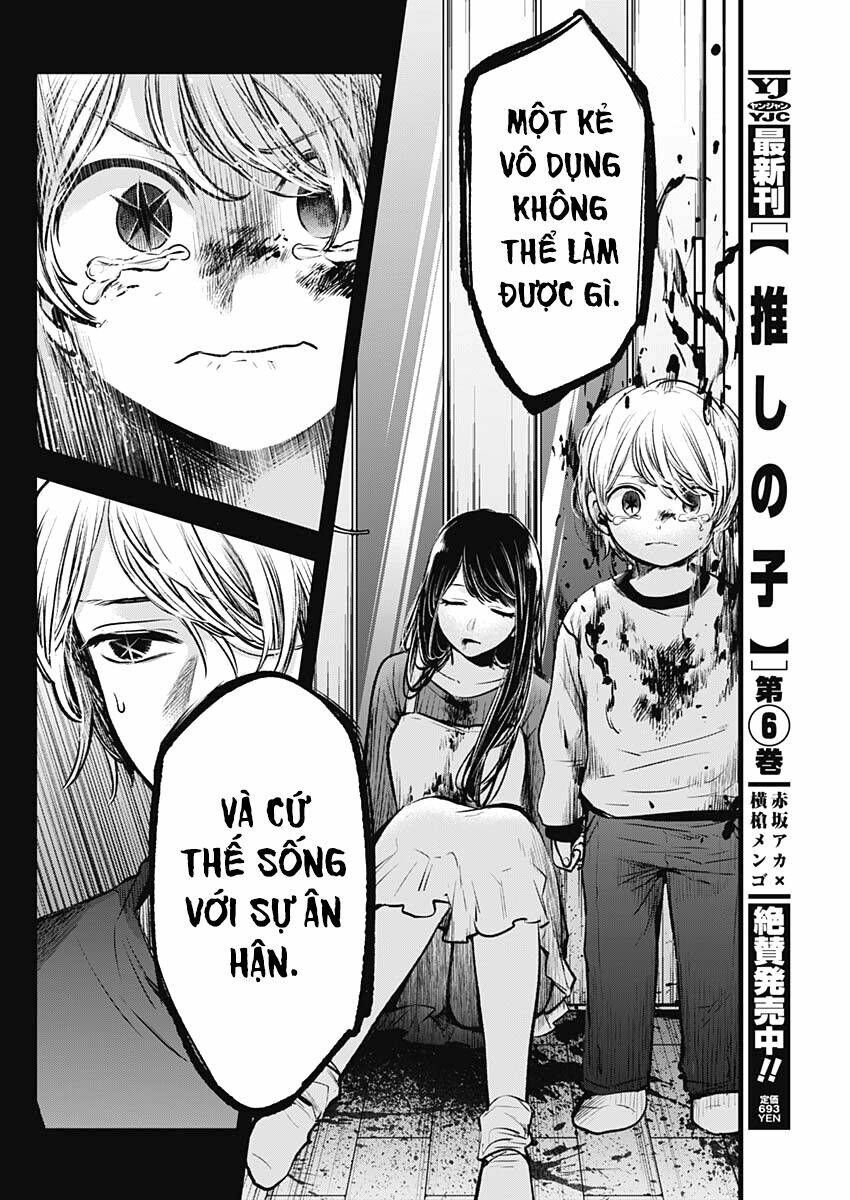 MỘT KẺ
VÔ DỤNG
KHÔNG
THỂ LÀM
ĐƯỢC GÌ.
VÀ CỨ
THẾ SỐNG
VỚI SỰ ÂN
HẬN.
YJ
ヤンジャン
YJC
最新刊
【推しの子】
第⑥巻
赤坂アカ×
横槍メンゴ
絶賛発売中!!
定価
693
YEN